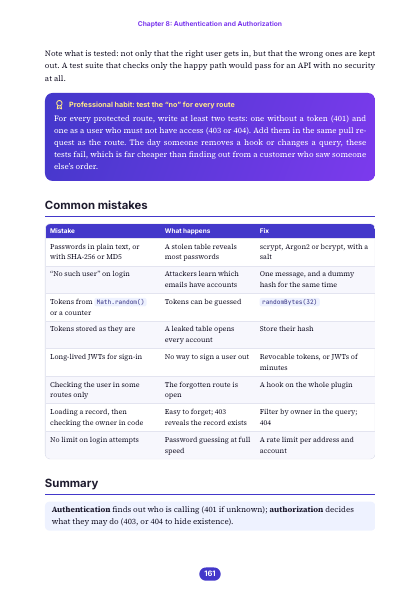 Chapter 8: Authentication and Authorization
Note what is tested: not only that the right user gets in, but that the wrong ones are kept
out. A test suite that checks only the happy path would pass for an API with no security
at all.
Professional habit: test the “no” for every route
For every protected route, write at least two tests: one without a token (401) and
one as a user who must not have access (403 or 404). Add them in the same pull re-
quest as the route. The day someone removes a hook or changes a query, these
tests fail, which is far cheaper than finding out from a customer who saw someone
else’s order.
Common mistakes
Mistake What happens Fix
Passwords in plain text, or
with SHA-256 or MD5
A stolen table reveals
most passwords
scrypt, Argon2 or bcrypt, with a
salt
“No such user” on login
Attackers learn which
emails have accounts
One message, and a dummy
hash for the same time
Tokens from Math.random()
or a counter
Tokens can be guessed
randomBytes(32)
Tokens stored as they are
A leaked table opens
every account
Store their hash
Long-lived JWTs for sign-in
No way to sign a user out
Revocable tokens, or JWTs of
minutes
Checking the user in some
routes only
The forgotten route is
open
A hook on the whole plugin
Loading a record, then
checking the owner in code
Easy to forget; 403
reveals the record exists
Filter by owner in the query;
404
No limit on login attempts
Password guessing at full
speed
A rate limit per address and
account
Summary
Authentication finds out who is calling (401 if unknown); authorization decides
what they may do (403, or 404 to hide existence).
161